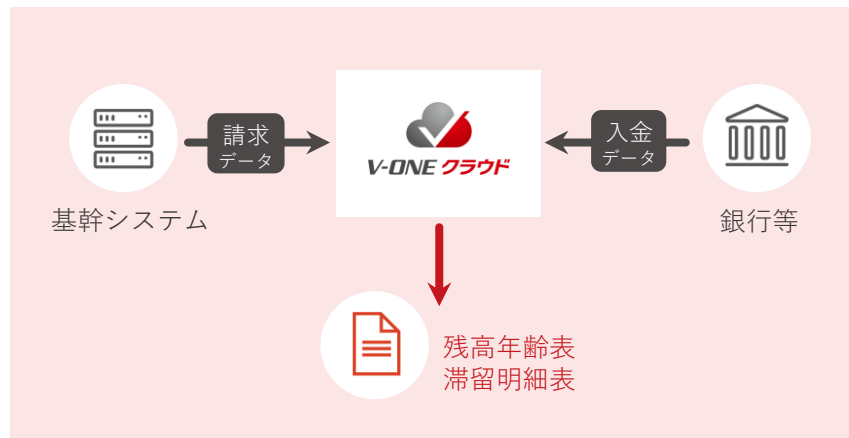 請求
データ
V-ONE クラウド
入金
データ
基幹システム
銀行等
残高年齢表
滞留明細表